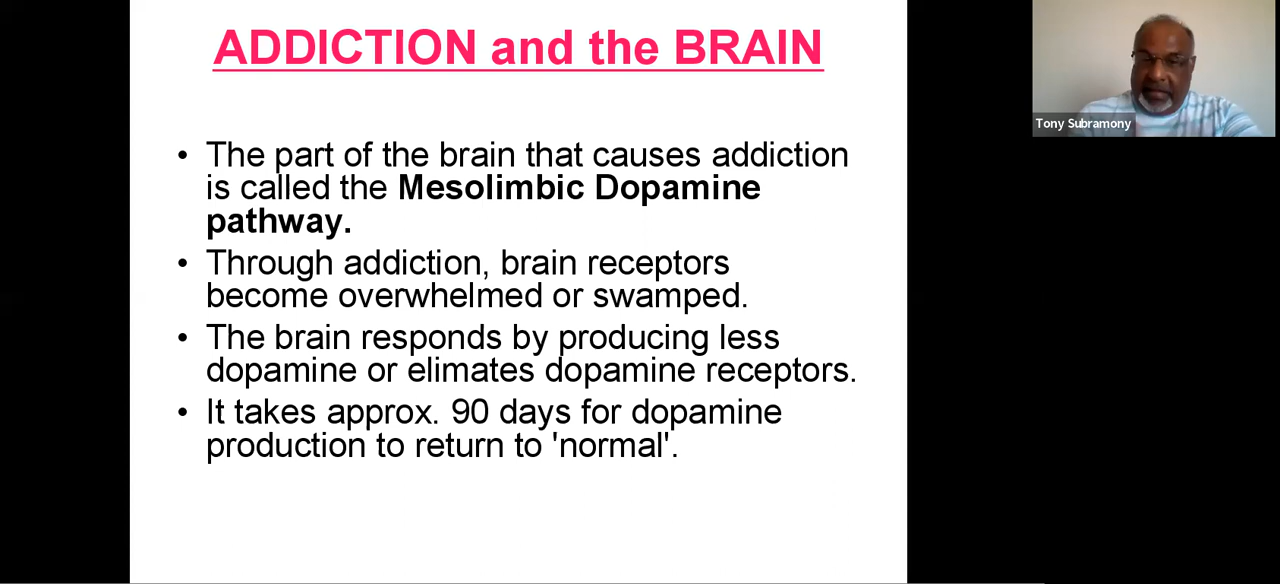 ADDICTION and the BRAIN
• The part of the brain that causes addiction
is called the Mesolimbic Dopamine
pathway.
• Through addiction, brain receptors
become overwhelmed or swamped.
• The brain responds by producing less
dopamine or elimates dopamine receptors.
• It takes approx. 90 days for dopamine
production to return to 'normal'.
Tony Subramony